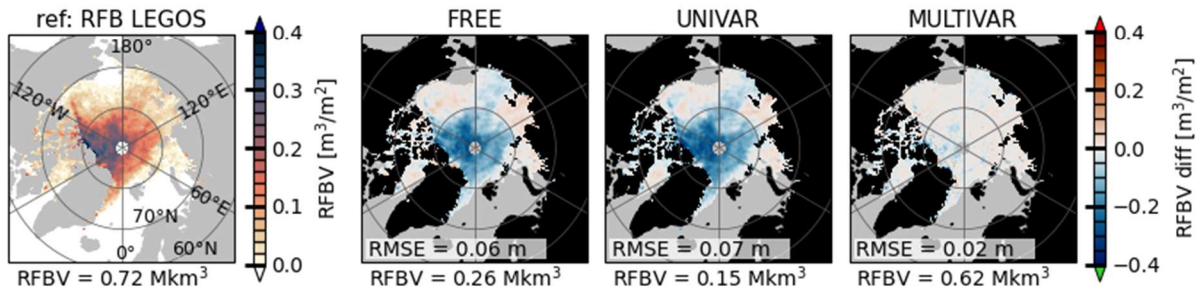 ref: RFB LEGOS
FREE
UNIVAR
MULTIVAR
180°
120°W
120°E
60°E
70°N
0°
60°N
0.4
0.3
0.2
0.1
0.0
RFBV [m³/m²]
RMSE = 0.06 m
RMSE = 0.07 m
RMSE = 0.02 m
0.4
0.2
0.0
−0.2
−0.4
RFBV diff [m³/m²]
RFBV = 0.72 Mkm³
RFBV = 0.26 Mkm³
RFBV = 0.15 Mkm³
RFBV = 0.62 Mkm³